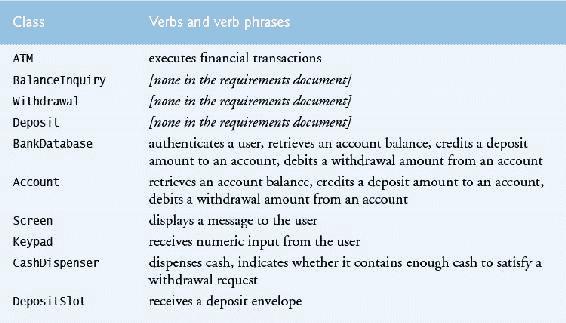 Class Verbs and verb phrases
ATM executes financial transactions
BalanceInquiry [none in the requirements document]
Withdrawal [none in the requirements document]
Deposit [none in the requirements document]
BankDatabase authenticates a user, retrieves an account balance, credits a deposit
amount to an account, debits a withdrawal amount from an account
Account retrieves an account balance, credits a deposit amount to an account,
debits a withdrawal amount from an account
Screen displays a message to the user
Keypad receives numeric input from the user
CashDispenser dispenses cash, indicates whether it contains enough cash to satisfy a
withdrawal request
DepositSlot receives a deposit envelope